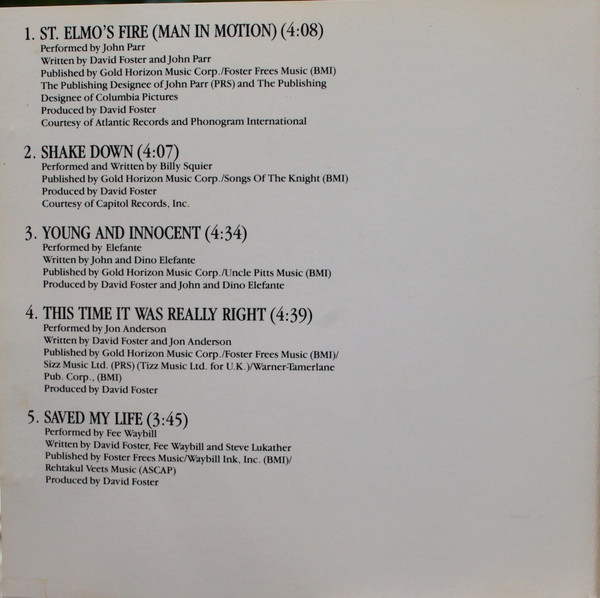 1. ST. ELMO'S FIRE (MAN IN MOTION) (4:08)
Performed by John Parr
Written by David Foster and John Parr
Published by Gold Horizon Music Corp./Foster Frees Music (BMI)
The Publishing Designee of John Parr (PRS) and The Publishing
Designee of Columbia Pictures
Produced by David Foster
Courtesy of Atlantic Records and Phonogram International
2. SHAKE DOWN (4:07)
Performed and Written by Billy Squier
Published by Gold Horizon Music Corp./Songs Of The Knight (BMI)
Produced by David Foster
Courtesy of Capitol Records, Inc.
3. YOUNG AND INNOCENT (4:34)
Performed by Elefante
Written by John and Dino Elefante
Published by Gold Horizon Music Corp./Uncle Pitts Music (BMI)
Produced by David Foster and John and Dino Elefante
4. THIS TIME IT WAS REALLY RIGHT (4:39)
Performed by Jon Anderson
Written by David Foster and Jon Anderson
Published by Gold Horizon Music Corp./Foster Frees Music (BMI)/
Sizz Music Ltd. (PRS) (Tizz Music Ltd. for U.K.)/Warner-Tamerlane
Pub. Corp., (BMI)
Produced by David Foster
5. SAVED MY LIFE (3:45)
Performed by Fee Waybill
Written by David Foster, Fee Waybill and Steve Lukather
Published by Foster Frees Music/Waybill Ink, Inc. (BMI)/
Rehtakul Veets Music (ASCAP)
Produced by David Foster